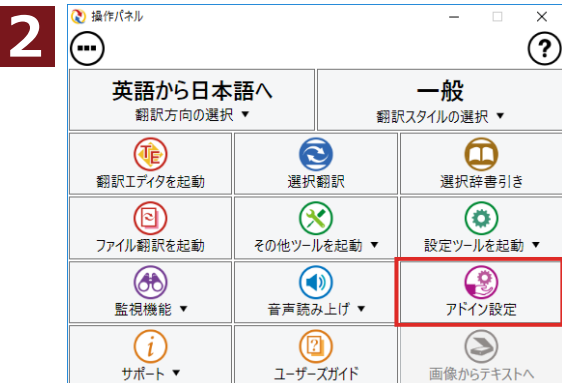 2
操作パネル
英語から日本語へ
翻訳方向の選択 ▼
一般
翻訳スタイルの選択 ▼
TE
翻訳エディタを起動
選択翻訳
選択辞書引き
ファイル翻訳を起動
その他ツールを起動 ▼
設定ツールを起動 ▼
監視機能 ▼
音声読み上げ ▼
アドイン設定
サポート ▼
ユーザーズガイド
画像からテキストへ